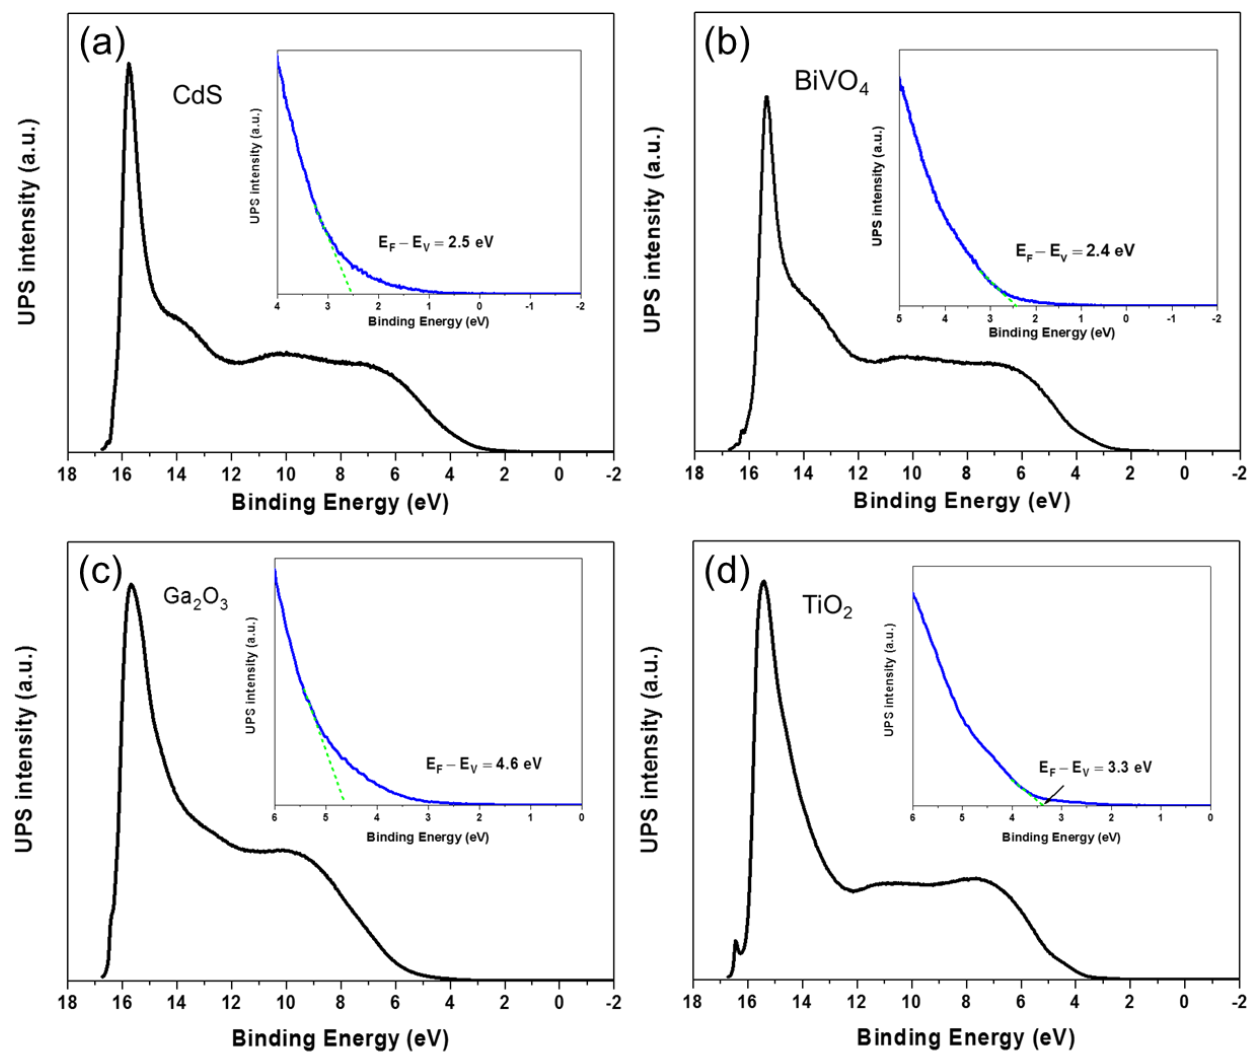 (a)
CdS
UPS intensity (a.u.)
UPS intensity (a.u.)
E_F − E_V = 2.5 eV
4 3 2 1 0 -1 -2
Binding Energy (eV)
18 16 14 12 10 8 6 4 2 0 -2
Binding Energy (eV)
(b)
BiVO₄
UPS intensity (a.u.)
UPS intensity (a.u.)
E_F − E_V = 2.4 eV
5 4 3 2 1 0 -1 -2
Binding Energy (eV)
18 16 14 12 10 8 6 4 2 0 -2
Binding Energy (eV)
(c)
Ga₂O₃
UPS intensity (a.u.)
UPS intensity (a.u.)
E_F − E_V = 4.6 eV
6 5 4 3 2 1 0
Binding Energy (eV)
18 16 14 12 10 8 6 4 2 0 -2
Binding Energy (eV)
(d)
TiO₂
UPS intensity (a.u.)
UPS intensity (a.u.)
E_F − E_V = 3.3 eV
6 5 4 3 2 1 0
Binding Energy (eV)
18 16 14 12 10 8 6 4 2 0 -2
Binding Energy (eV)